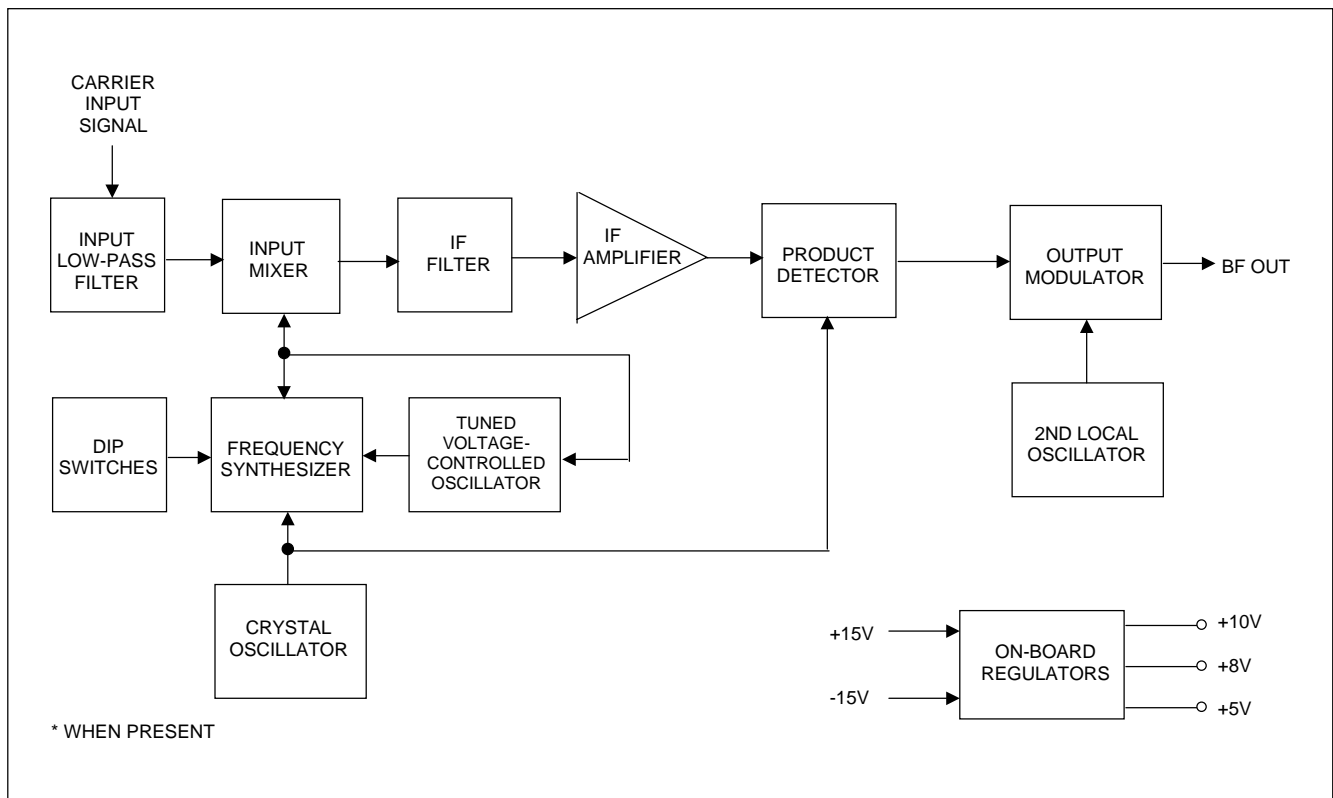 CARRIER
INPUT
SIGNAL
INPUT
LOW-PASS
FILTER
INPUT
MIXER
IF
FILTER
IF
AMPLIFIER
PRODUCT
DETECTOR
OUTPUT
MODULATOR
BF OUT
DIP
SWITCHES
FREQUENCY
SYNTHESIZER
TUNED
VOLTAGE-
CONTROLLED
OSCILLATOR
2ND LOCAL
OSCILLATOR
CRYSTAL
OSCILLATOR
+15V
-15V
ON-BOARD
REGULATORS
+10V
+8V
+5V
* WHEN PRESENT